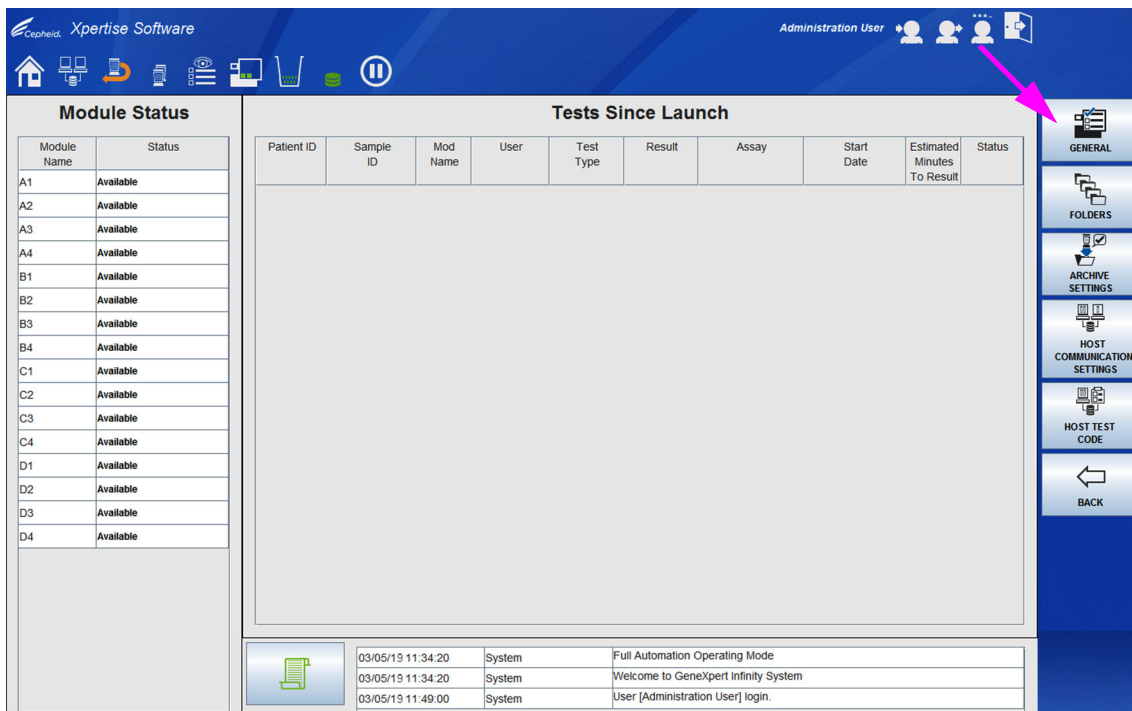 Cepheid. Xpertise Software
Administration User
Module Status
Module Name
Status
A1 Available
A2 Available
A3 Available
A4 Available
B1 Available
B2 Available
B3 Available
B4 Available
C1 Available
C2 Available
C3 Available
C4 Available
D1 Available
D2 Available
D3 Available
D4 Available
Tests Since Launch
Patient ID
Sample ID
Mod Name
User
Test Type
Result
Assay
Start Date
Estimated Minutes To Result
Status
03/05/19 11:34:20 System Full Automation Operating Mode
03/05/19 11:34:20 System Welcome to GeneXpert Infinity System
03/05/19 11:49:00 System User [Administration User] login.
GENERAL
FOLDERS
ARCHIVE
SETTINGS
HOST
COMMUNICATION
SETTINGS
HOST TEST
CODE
BACK